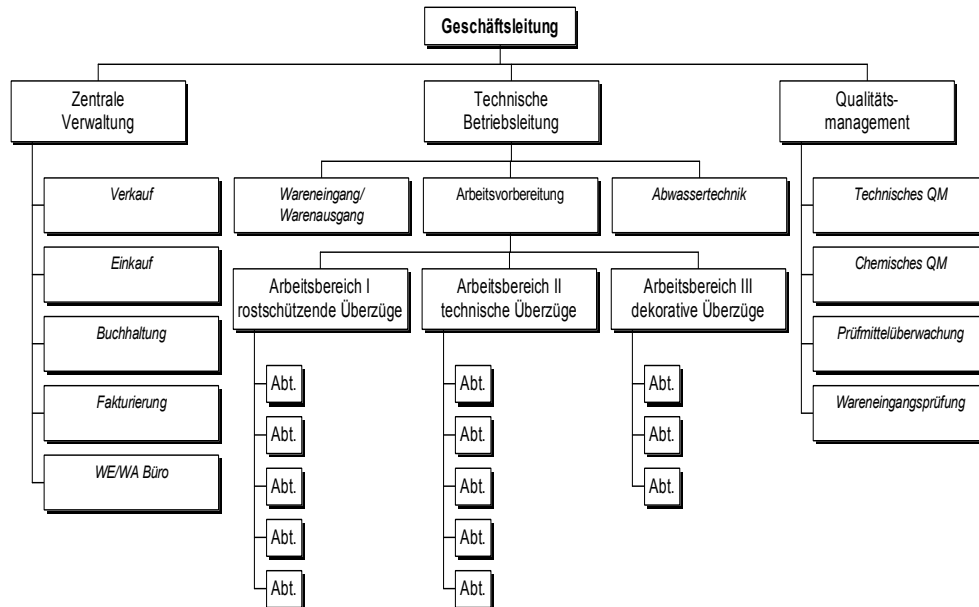 Geschäftsleitung
Zentrale
Verwaltung
Technische
Betriebsleitung
Qualitäts-
management
Verkauf
Einkauf
Buchhaltung
Fakturierung
WE/WA Büro
Wareneingang/
Warenausgang
Arbeitsvorbereitung
Abwassertechnik
Arbeitsbereich I
rostschützende Überzüge
Abt.
Abt.
Abt.
Abt.
Abt.
Arbeitsbereich II
technische Überzüge
Abt.
Abt.
Abt.
Abt.
Abt.
Arbeitsbereich III
dekorative Überzüge
Abt.
Abt.
Abt.
Technisches QM
Chemisches QM
Prüfmittelüberwachung
Wareneingangsprüfung